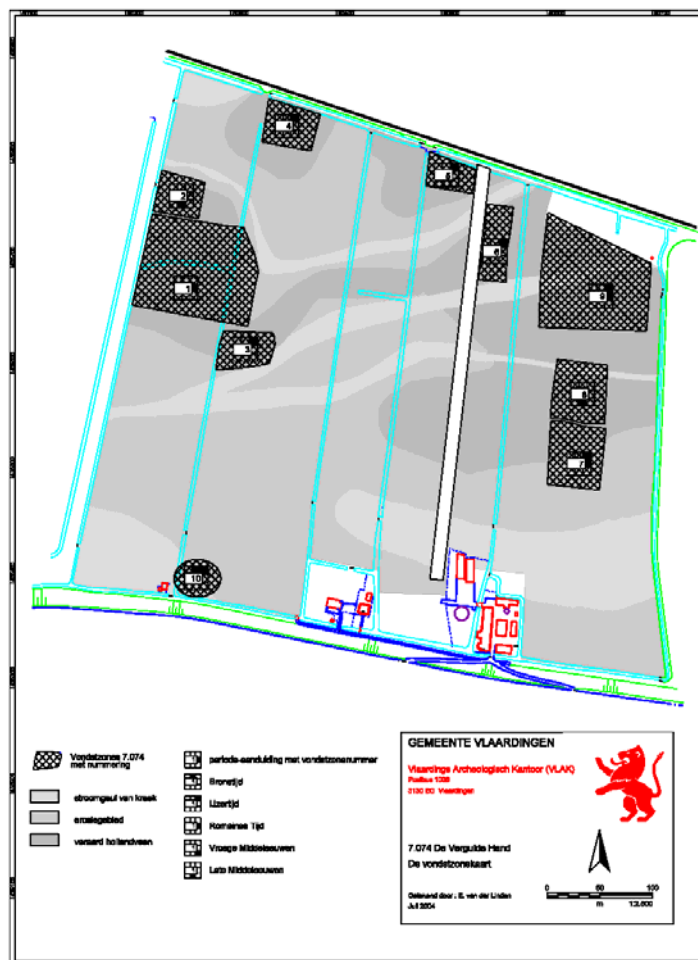 4
5
2
6
1
9
3
8
7
10
Vondstzones 7.074
met nummering
stroomgeul van kreek
erosiegebied
veraard hollandveen
periode-aanduiding met vondstzonenummer
Bronstijd
IJzertijd
Romeinse Tijd
Vroege Middeleeuwen
Late Middeleeuwen
GEMEENTE VLAARDINGEN
Vlaardings Archeologisch Kantoor (VLAK)
Postbus
3130 EC Vlaardingen
7.074 De Vergulde Hand
De vondstzonekaart
Getekend door : E. van der Linden
Juli 2004
0 50 100
m 1:2.500